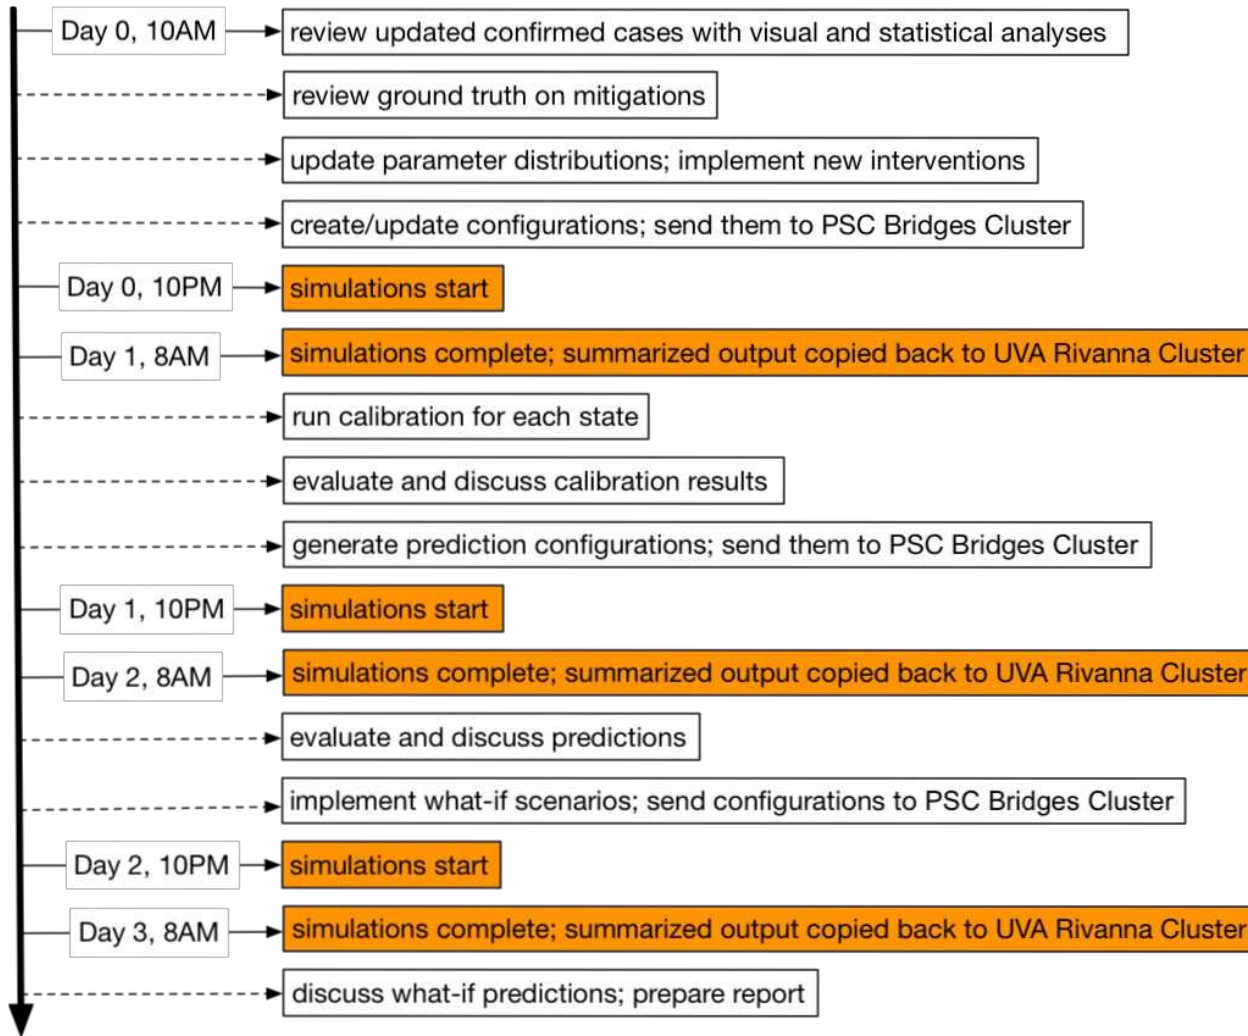 Day 0, 10AM review updated confirmed cases with visual and statistical analyses
review ground truth on mitigations
update parameter distributions; implement new interventions
create/update configurations; send them to PSC Bridges Cluster
Day 0, 10PM simulations start
Day 1, 8AM simulations complete; summarized output copied back to UVA Rivanna Cluster
run calibration for each state
evaluate and discuss calibration results
generate prediction configurations; send them to PSC Bridges Cluster
Day 1, 10PM simulations start
Day 2, 8AM simulations complete; summarized output copied back to UVA Rivanna Cluster
evaluate and discuss predictions
implement what-if scenarios; send configurations to PSC Bridges Cluster
Day 2, 10PM simulations start
Day 3, 8AM simulations complete; summarized output copied back to UVA Rivanna Cluster
discuss what-if predictions; prepare report